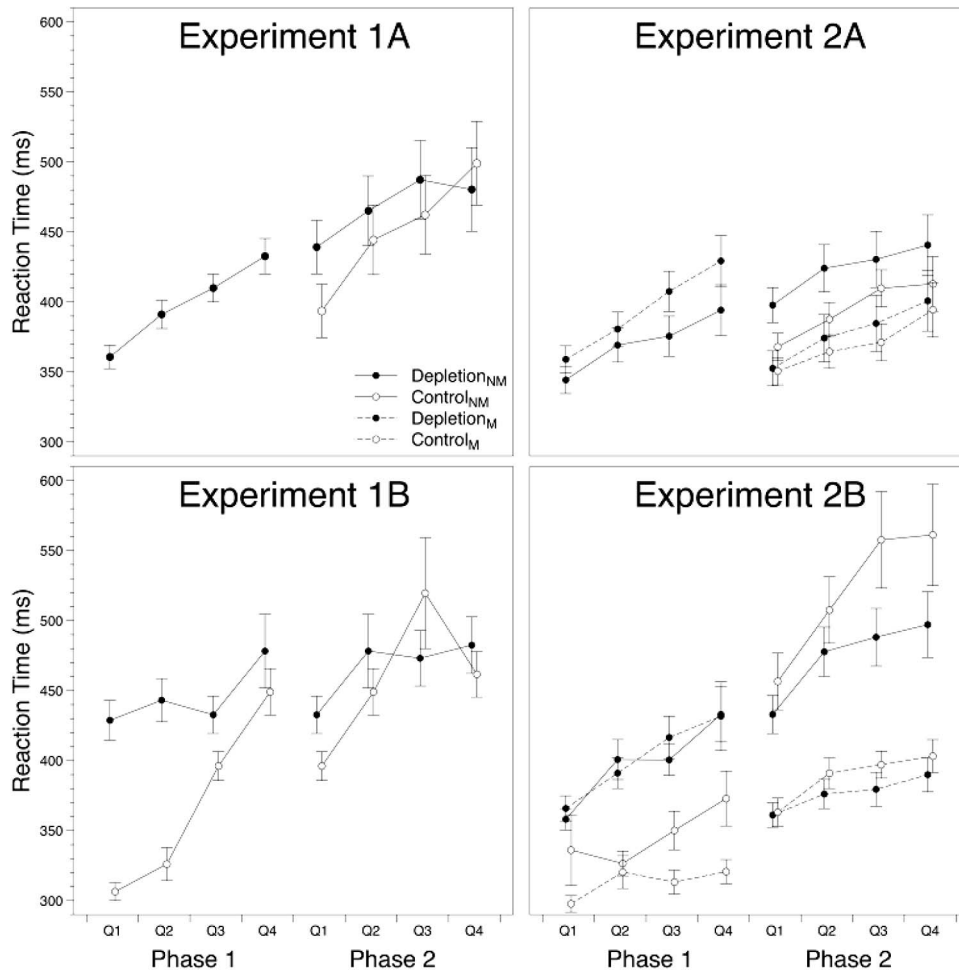 Experiment 1A
Experiment 2A
600
550
500
450
400
350
300
Reaction Time (ms)
Depletion_NM
Control_NM
Depletion_M
Control_M
Experiment 1B
Experiment 2B
600
550
500
450
400
350
300
Reaction Time (ms)
Q1 Q2 Q3 Q4 Q1 Q2 Q3 Q4
Phase 1 Phase 2
Q1 Q2 Q3 Q4 Q1 Q2 Q3 Q4
Phase 1 Phase 2